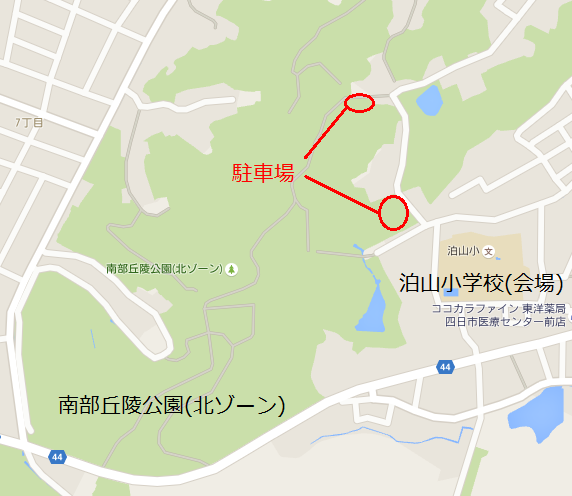 7丁目
駐車場
泊山小
文
南部丘陵公園(北ゾーン)
泊山小学校(会場)
ココカラファイン 東洋薬局
四日市医療センター前店
44
南部丘陵公園(北ゾーン)
44